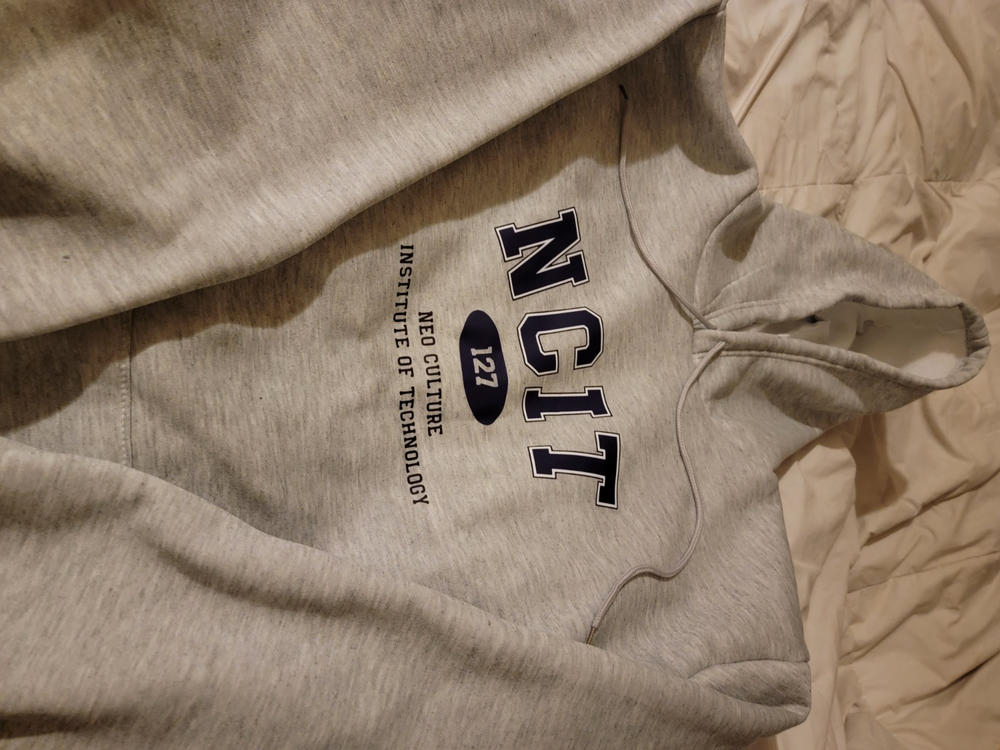 NCIT
127
NEO CULTURE
INSTITUTE OF TECHNOLOGY